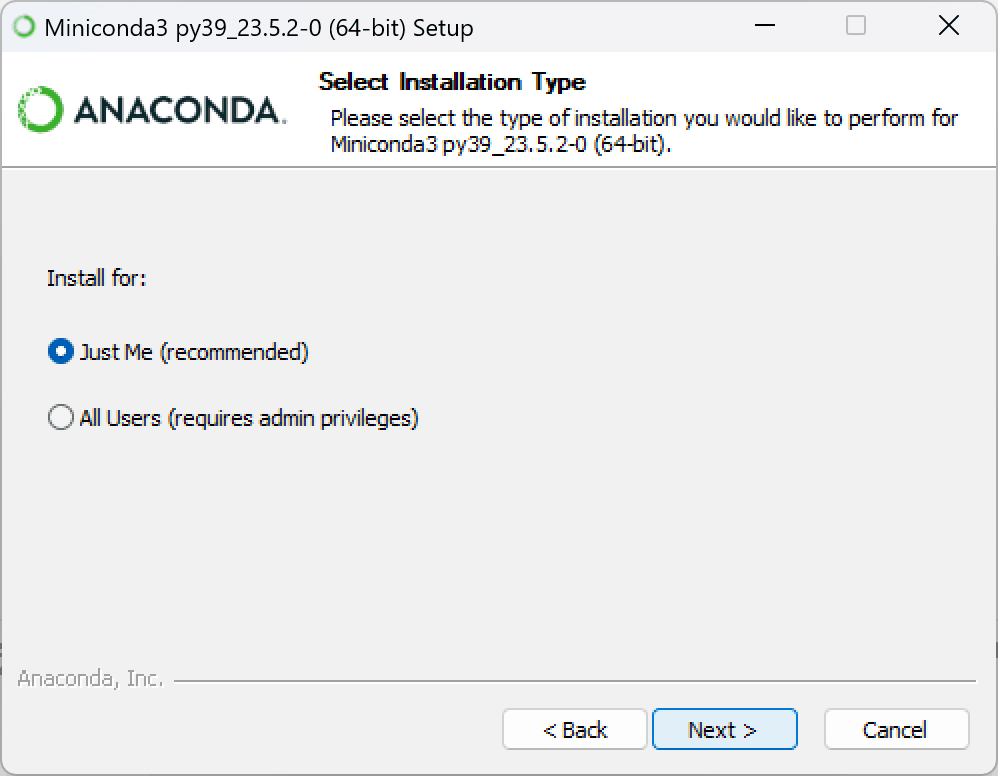 Miniconda3 py39_23.5.2-0 (64-bit) Setup
ANACONDA.
Select Installation Type
Please select the type of installation you would like to perform for
Miniconda3 py39_23.5.2-0 (64-bit).
Install for:
Just Me (recommended)
All Users (requires admin privileges)
Anaconda, Inc.
< Back
Next >
Cancel